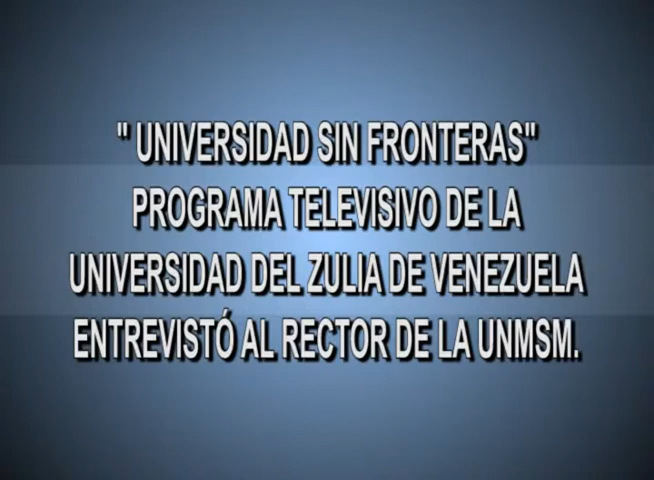 " UNIVERSIDAD SIN FRONTERAS"
PROGRAMA TELEVISIVO DE LA
UNIVERSIDAD DEL ZULIA DE VENEZUELA
ENTREVISTÓ AL RECTOR DE LA UNMSM.